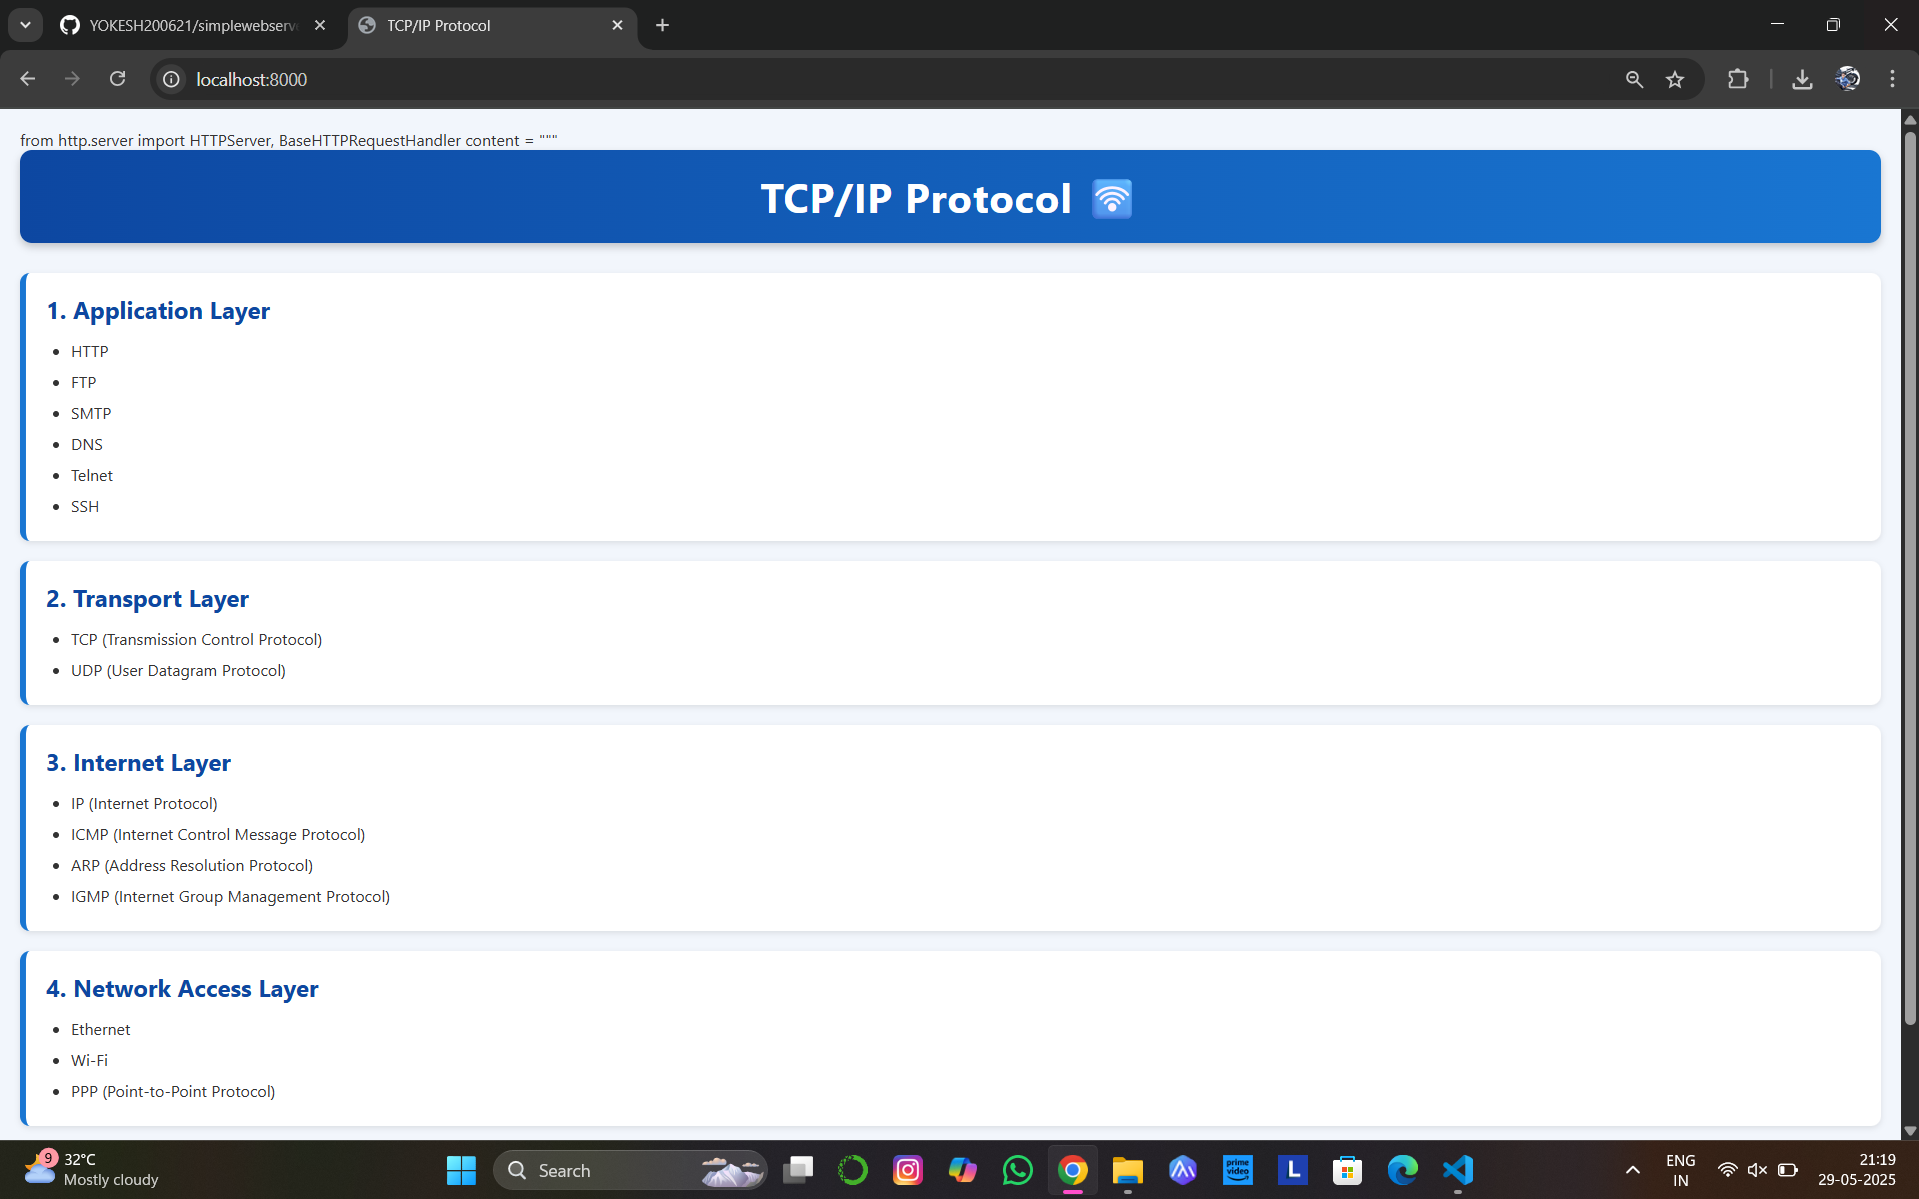 YOKESH200621/simplewebserv
TCP/IP Protocol
localhost:8000
from http.server import HTTPServer, BaseHTTPRequestHandler content = """
TCP/IP Protocol
1. Application Layer
HTTP
FTP
SMTP
DNS
Telnet
SSH
2. Transport Layer
TCP (Transmission Control Protocol)
UDP (User Datagram Protocol)
3. Internet Layer
IP (Internet Protocol)
ICMP (Internet Control Message Protocol)
ARP (Address Resolution Protocol)
IGMP (Internet Group Management Protocol)
4. Network Access Layer
Ethernet
Wi-Fi
PPP (Point-to-Point Protocol)
9
32°C
Mostly cloudy
Search
prime video
L
ENG
IN
21:19
29-05-2025